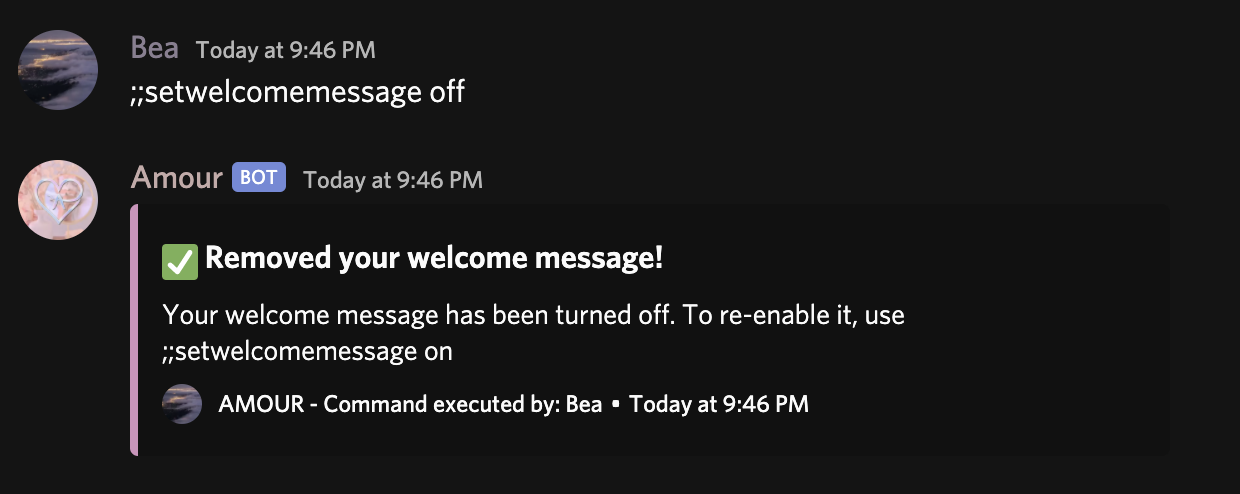 Bea Today at 9:46 PM
;;setwelcomemessage off
Amour BOT Today at 9:46 PM
Removed your welcome message!
Your welcome message has been turned off. To re-enable it, use
;;setwelcomemessage on
AMOUR - Command executed by: Bea • Today at 9:46 PM